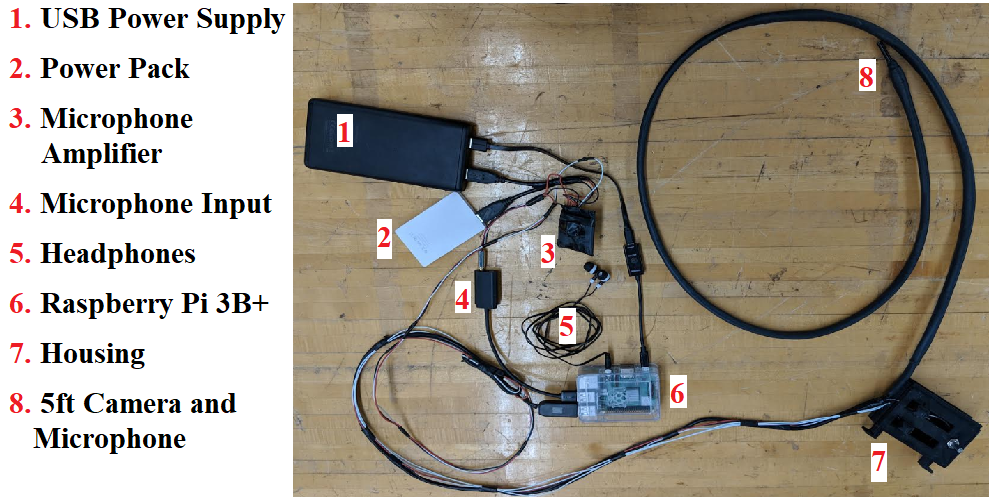 1. USB Power Supply
2. Power Pack
3. Microphone
Amplifier
4. Microphone Input
5. Headphones
6. Raspberry Pi 3B+
7. Housing
8. 5ft Camera and
Microphone
1
2
3
4
5
6
7
8